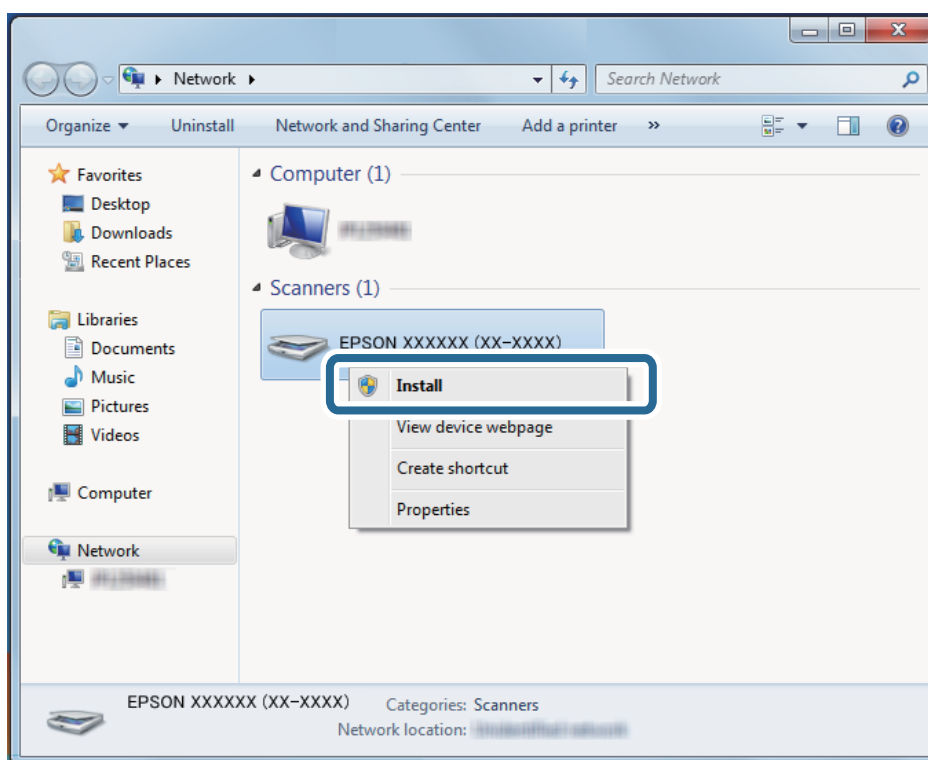 Network
Search Network
Organize
Uninstall
Network and Sharing Center
Add a printer
»
Favorites
Desktop
Downloads
Recent Places
Libraries
Documents
Music
Pictures
Videos
Computer
Network
Computer (1)
Scanners (1)
EPSON XXXXXX (XX-XXXX)
Install
View device webpage
Create shortcut
Properties
EPSON XXXXXX (XX-XXXX)
Categories: Scanners
Network location: